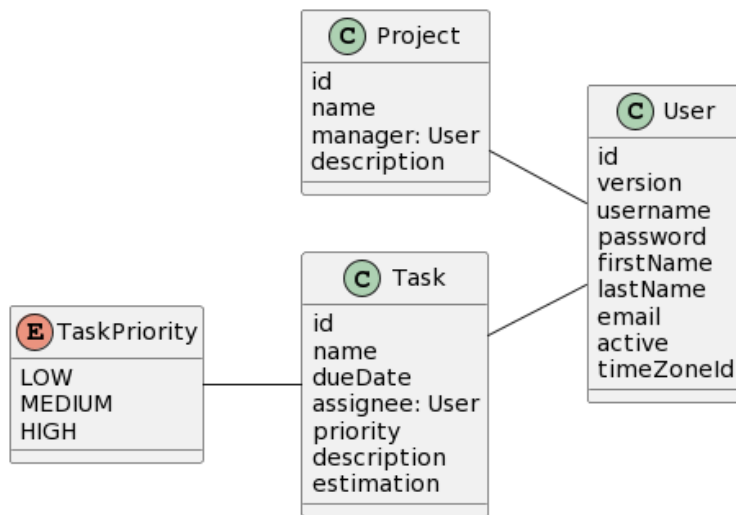 C Project
id
name
manager: User
description
C User
id
version
username
password
firstName
lastName
email
active
timeZoneId
C Task
id
name
dueDate
assignee: User
priority
description
estimation
E TaskPriority
LOW
MEDIUM
HIGH